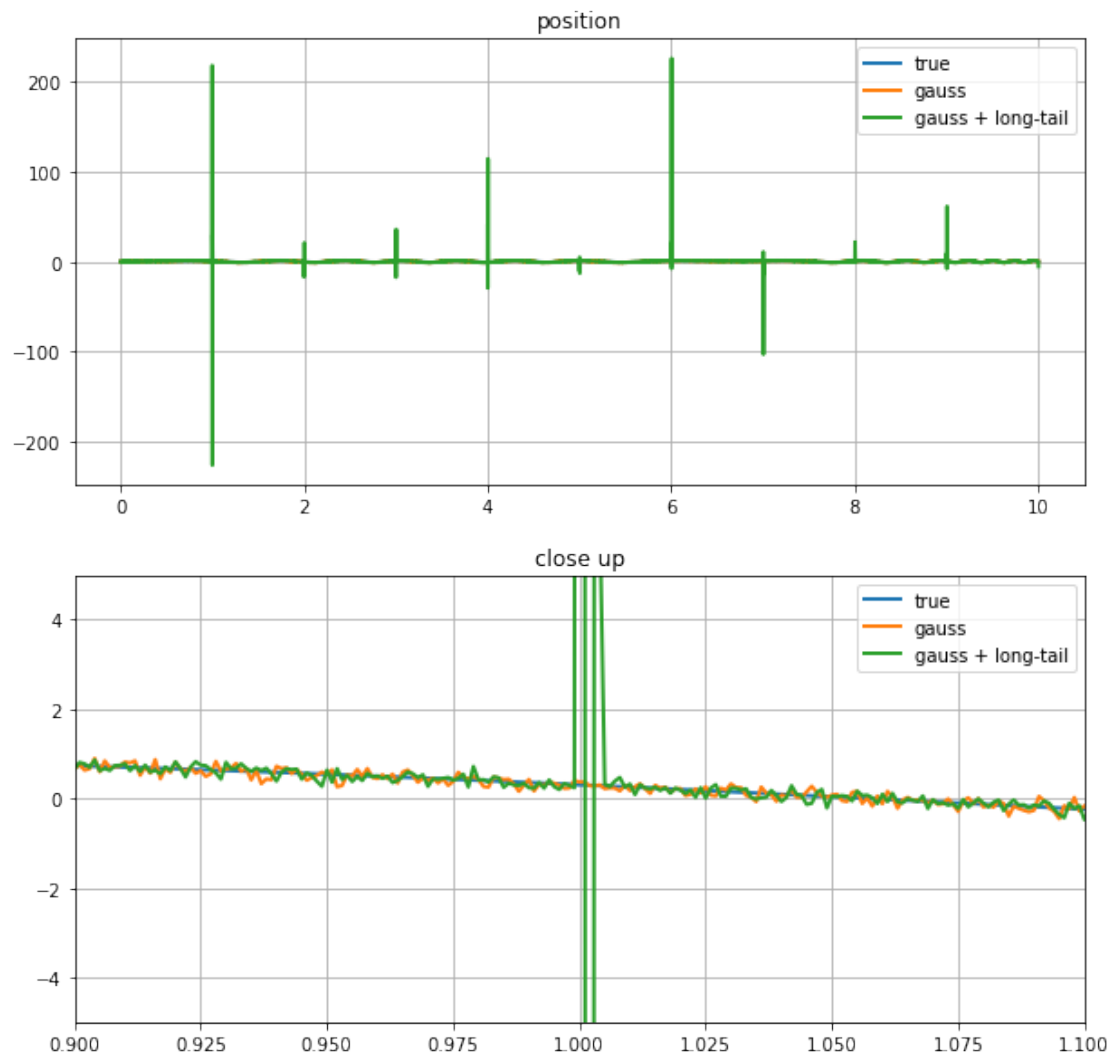 position
200
100
0
−100
−200
true
gauss
gauss + long-tail
0 2 4 6 8 10
close up
4
2
0
−2
−4
true
gauss
gauss + long-tail
0.900 0.925 0.950 0.975 1.000 1.025 1.050 1.075 1.100